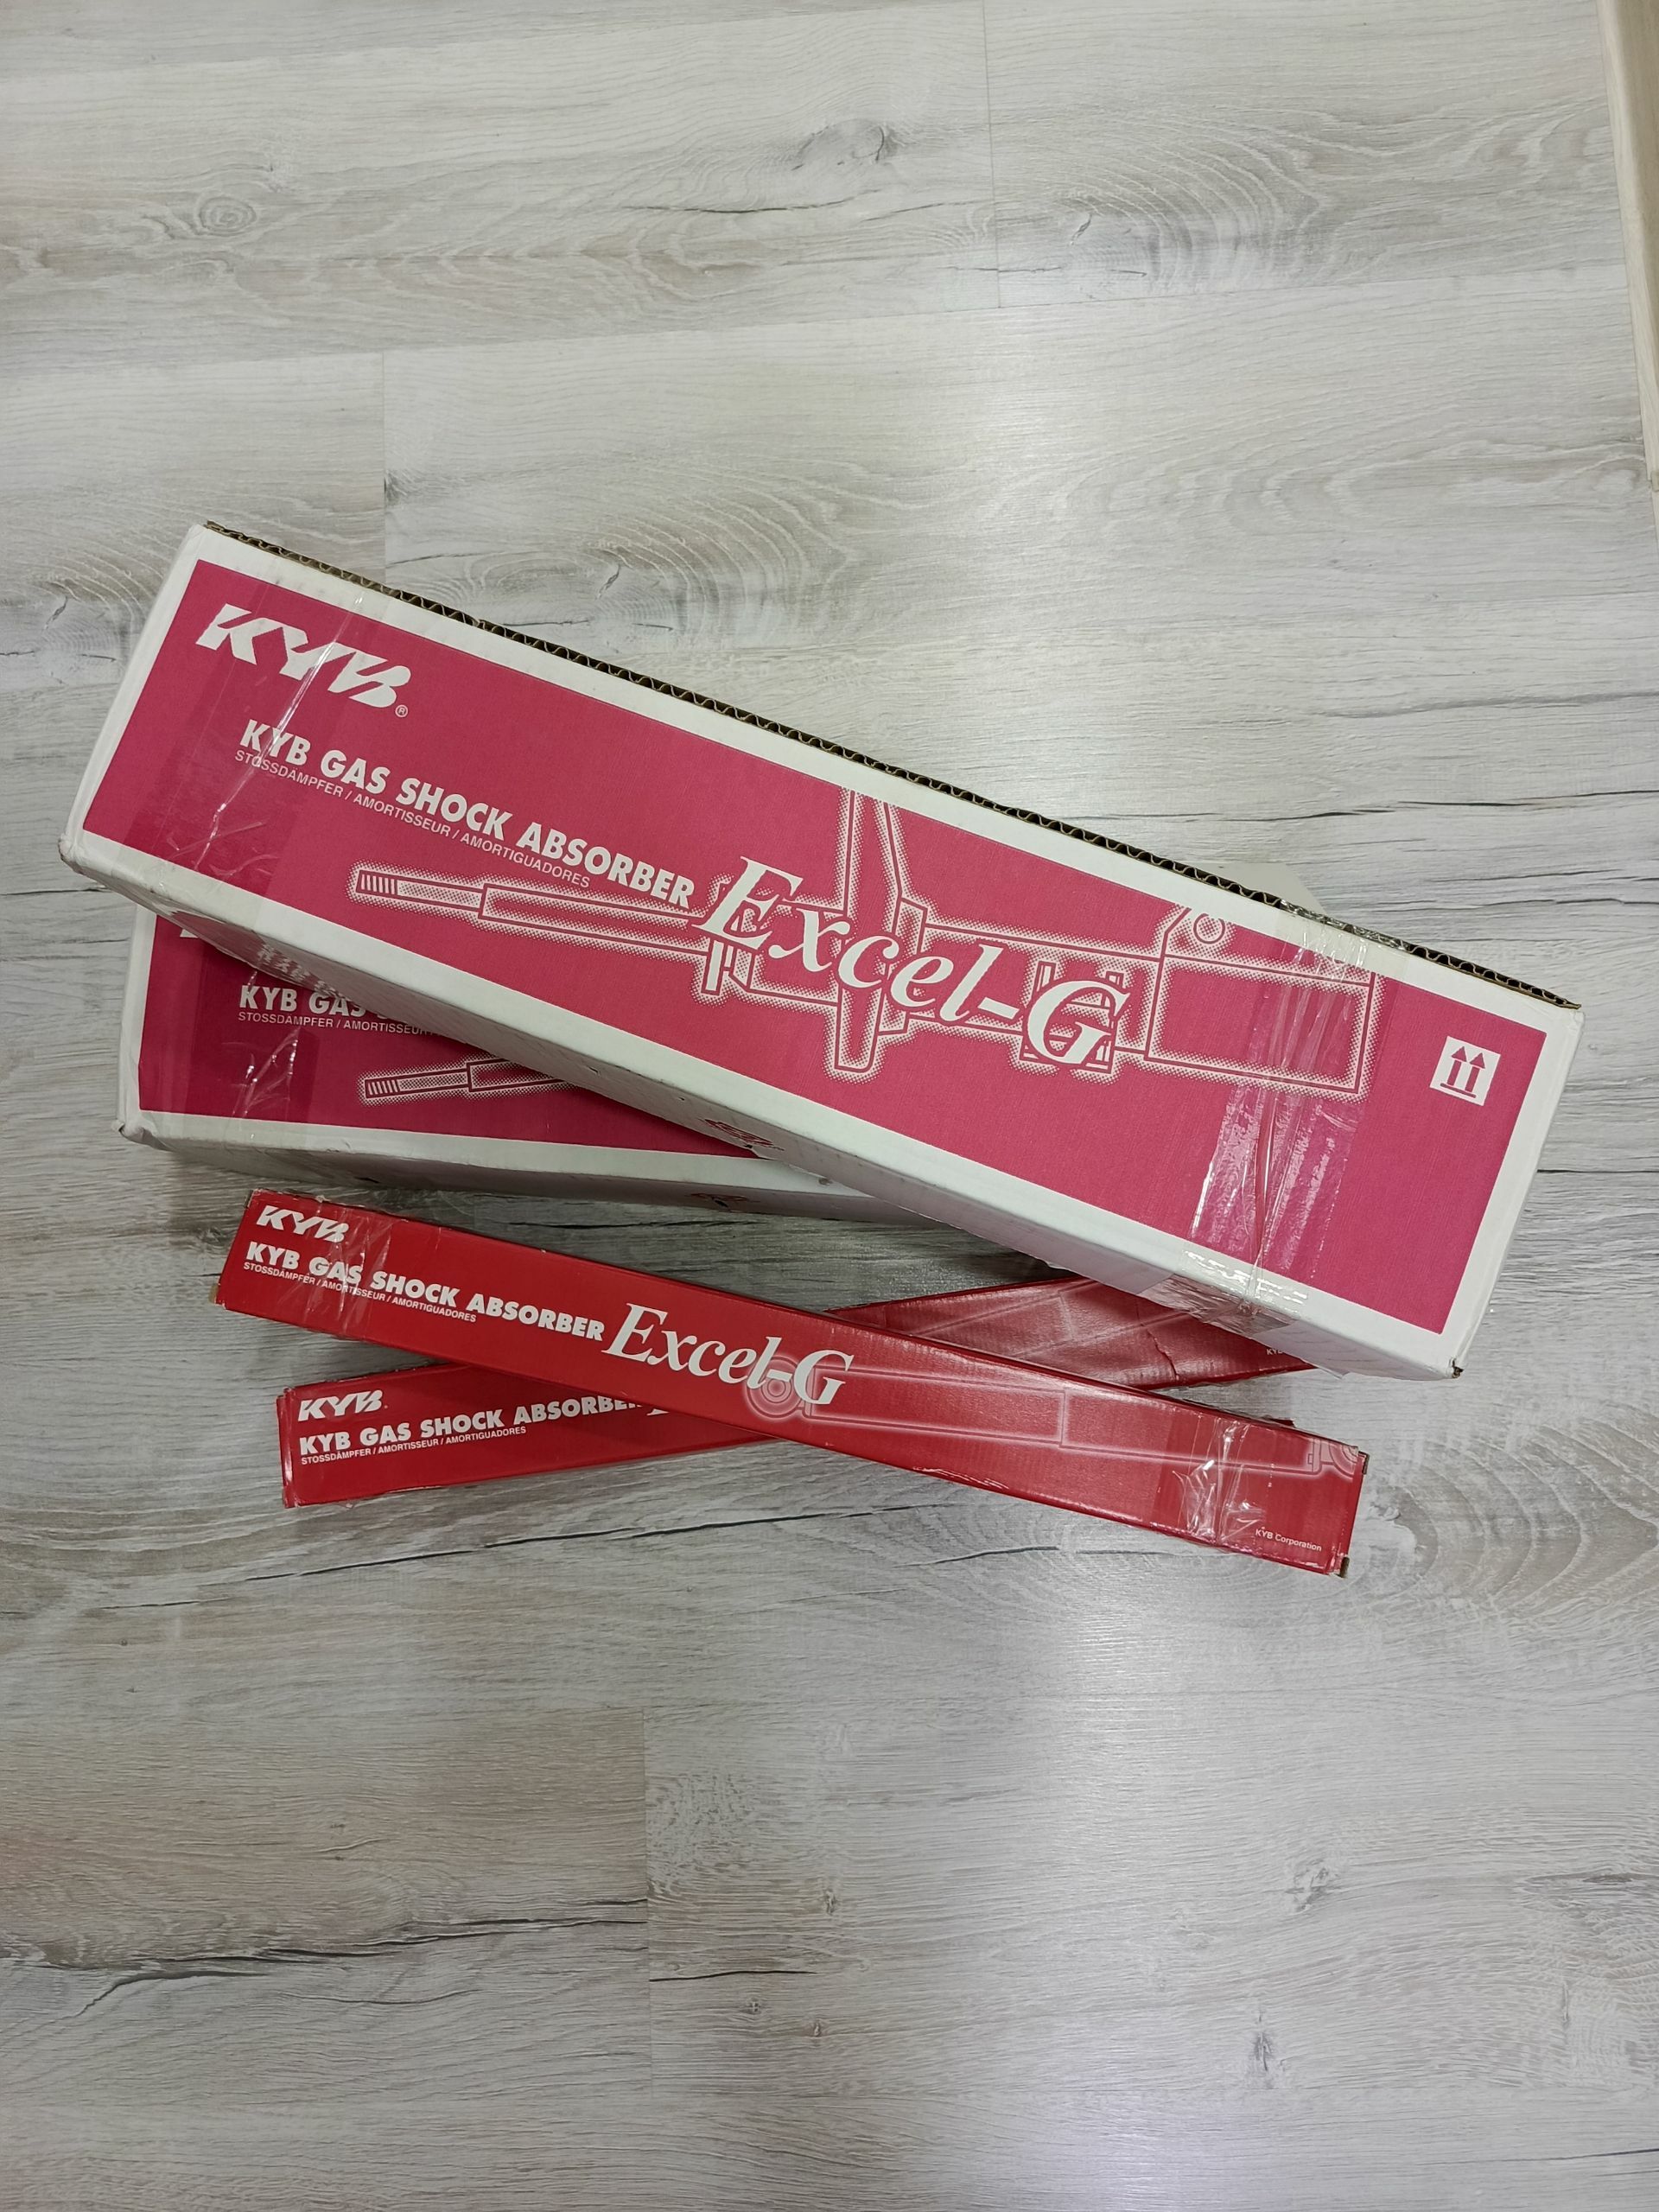 KYB®
KYB GAS SHOCK ABSORBER
STOSSDÄMPFER / AMORTISSEUR / AMORTIGUADORES
Excel-G
KYB GAS
STOSSDÄMPFER / AMORTISSEUR
KYB
KYB GAS SHOCK ABSORBER
STOSSDÄMPFER / AMORTISSEUR / AMORTIGUADORES
Excel-G
KYB Corporation
KYB
KYB GAS SHOCK ABSORBER
STOSSDÄMPFER / AMORTISSEUR / AMORTIGUADORES